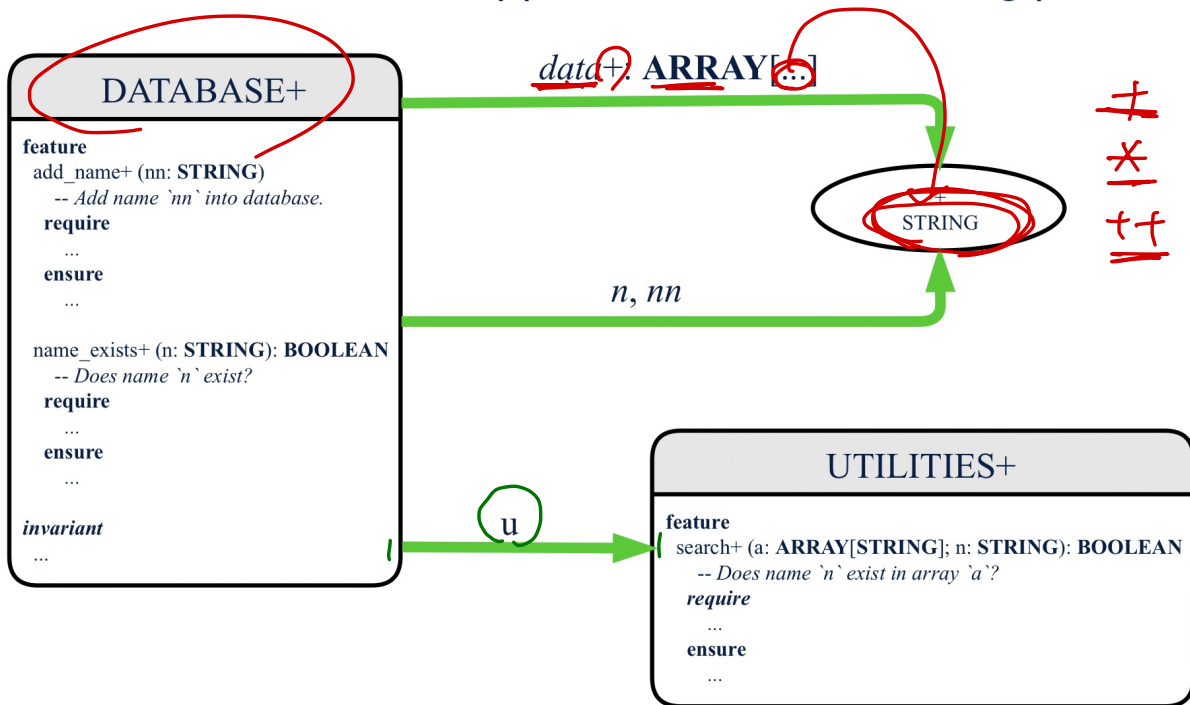 data+: ARRAY[...]
DATABASE+
feature
add_name+ (nn: STRING)
-- Add name `nn` into database.
require
...
ensure
...
name_exists+ (n: STRING): BOOLEAN
-- Does name `n` exist?
require
...
ensure
...
invariant
...
+
STRING
+
*
++
n, nn
u
UTILITIES+
feature
search+ (a: ARRAY[STRING]; n: STRING): BOOLEAN
-- Does name `n` exist in array `a`?
require
...
ensure
...